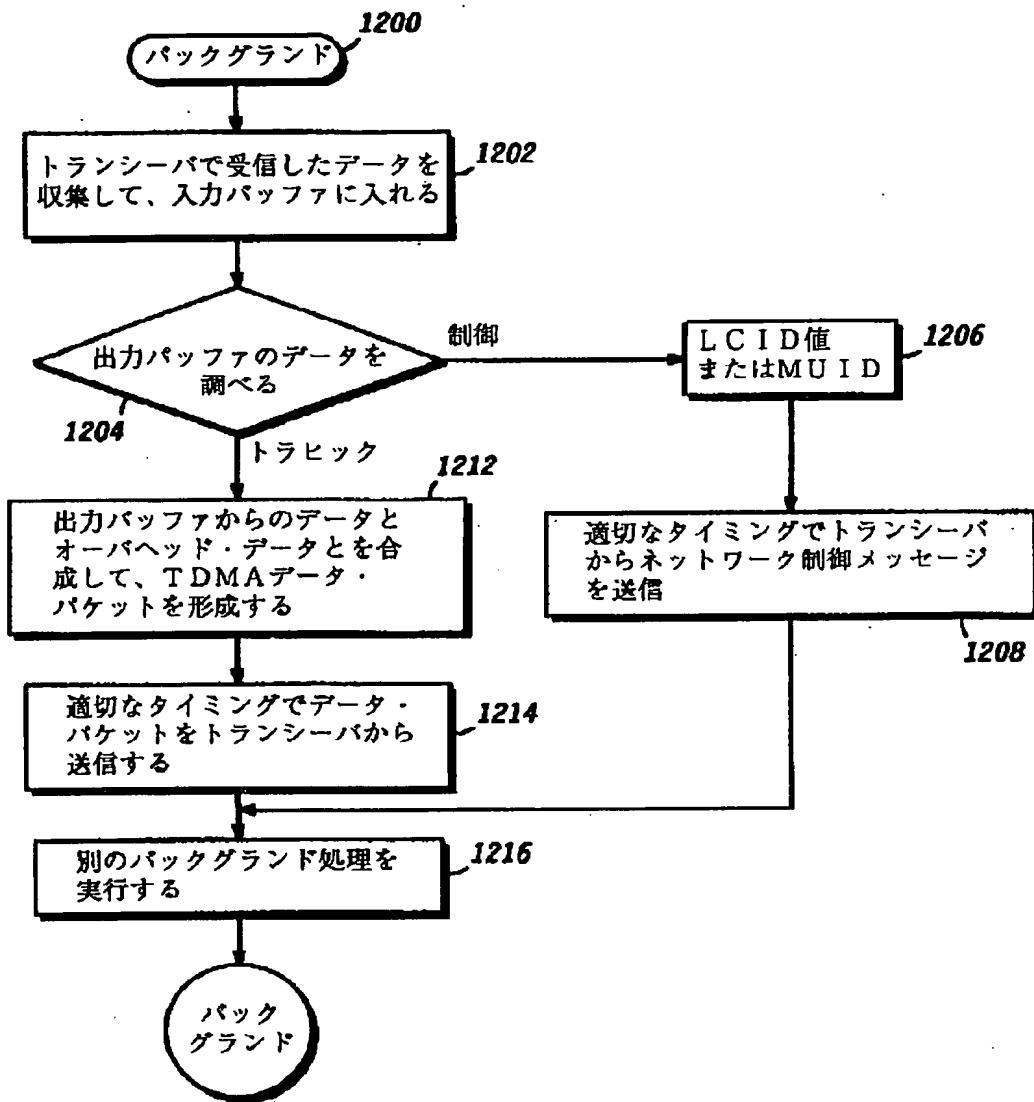 1200
バックグランド
1202
トランシーバで受信したデータを
収集して、入力バッファに入れる
出力バッファのデータを
調べる
1204
制御
ＬＣＩＤ値
またはＭＵＩＤ
1206
トラヒック
1212
出力バッファからのデータと
オーバヘッド・データとを合
成して、ＴＤＭＡデータ・
パケットを形成する
適切なタイミングでトランシーバ
からネットワーク制御メッセージ
を送信
1208
適切なタイミングでデータ・
パケットをトランシーバから
送信する
1214
別のバックグランド処理を
実行する
1216
バック
グランド